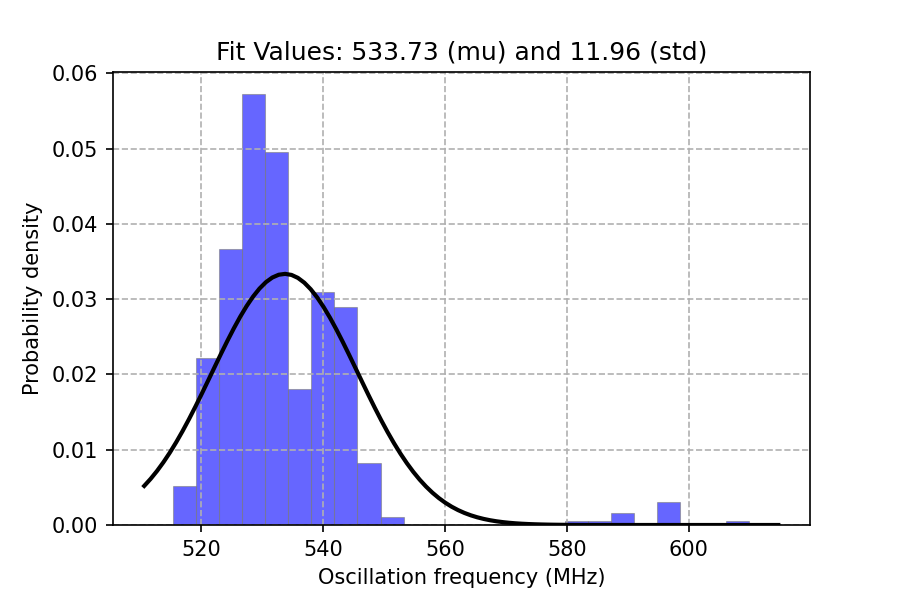 Fit Values: 533.73 (mu) and 11.96 (std)
0.06
0.05
0.04
0.03
0.02
0.01
0.00
Probability density
520 540 560 580 600
Oscillation frequency (MHz)